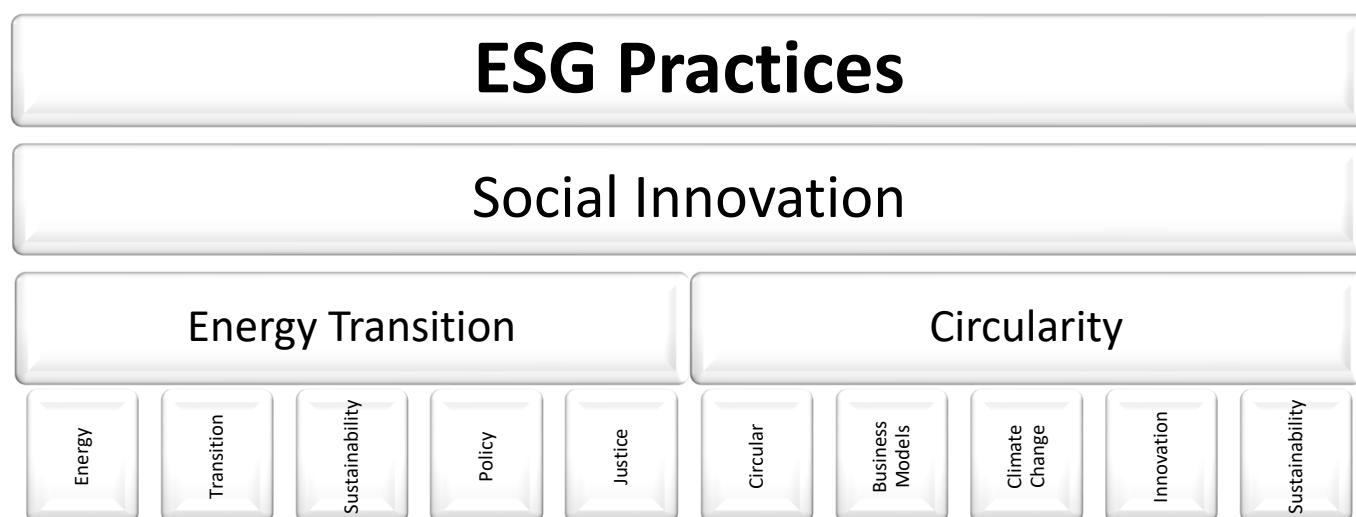 ESG Practices
Social Innovation
Energy Transition
Circularity
Energy
Transition
Sustainability
Policy
Justice
Circular
Business
Models
Climate
Change
Innovation
Sustainability